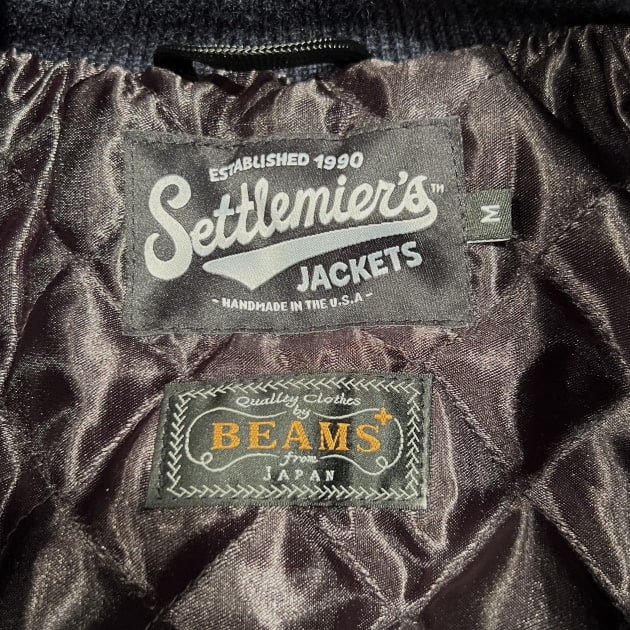 ESTABLISHED 1990
Settlemier's™
JACKETS
- HANDMADE IN THE U.S.A -
M
Quality Clothes
by
BEAMS+
from
JAPAN